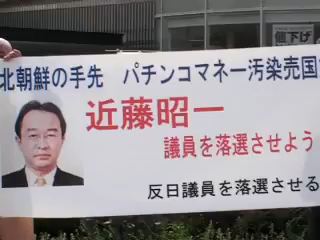 値下げ
北朝鮮の手先 パチンコマネー汚染売国
近藤昭一
議員を落選させよう
反日議員を落選させる